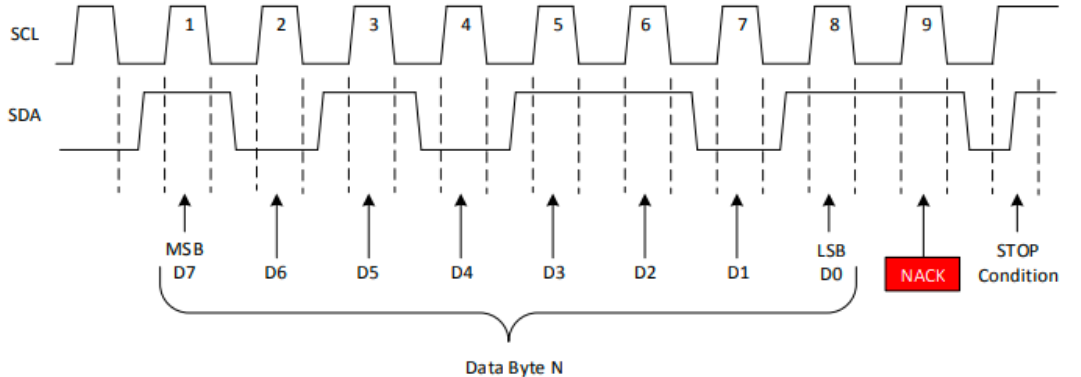 SCL
1 2 3 4 5 6 7 8 9
SDA
MSB LSB STOP
D7 D6 D5 D4 D3 D2 D1 D0 NACK Condition
Data Byte N